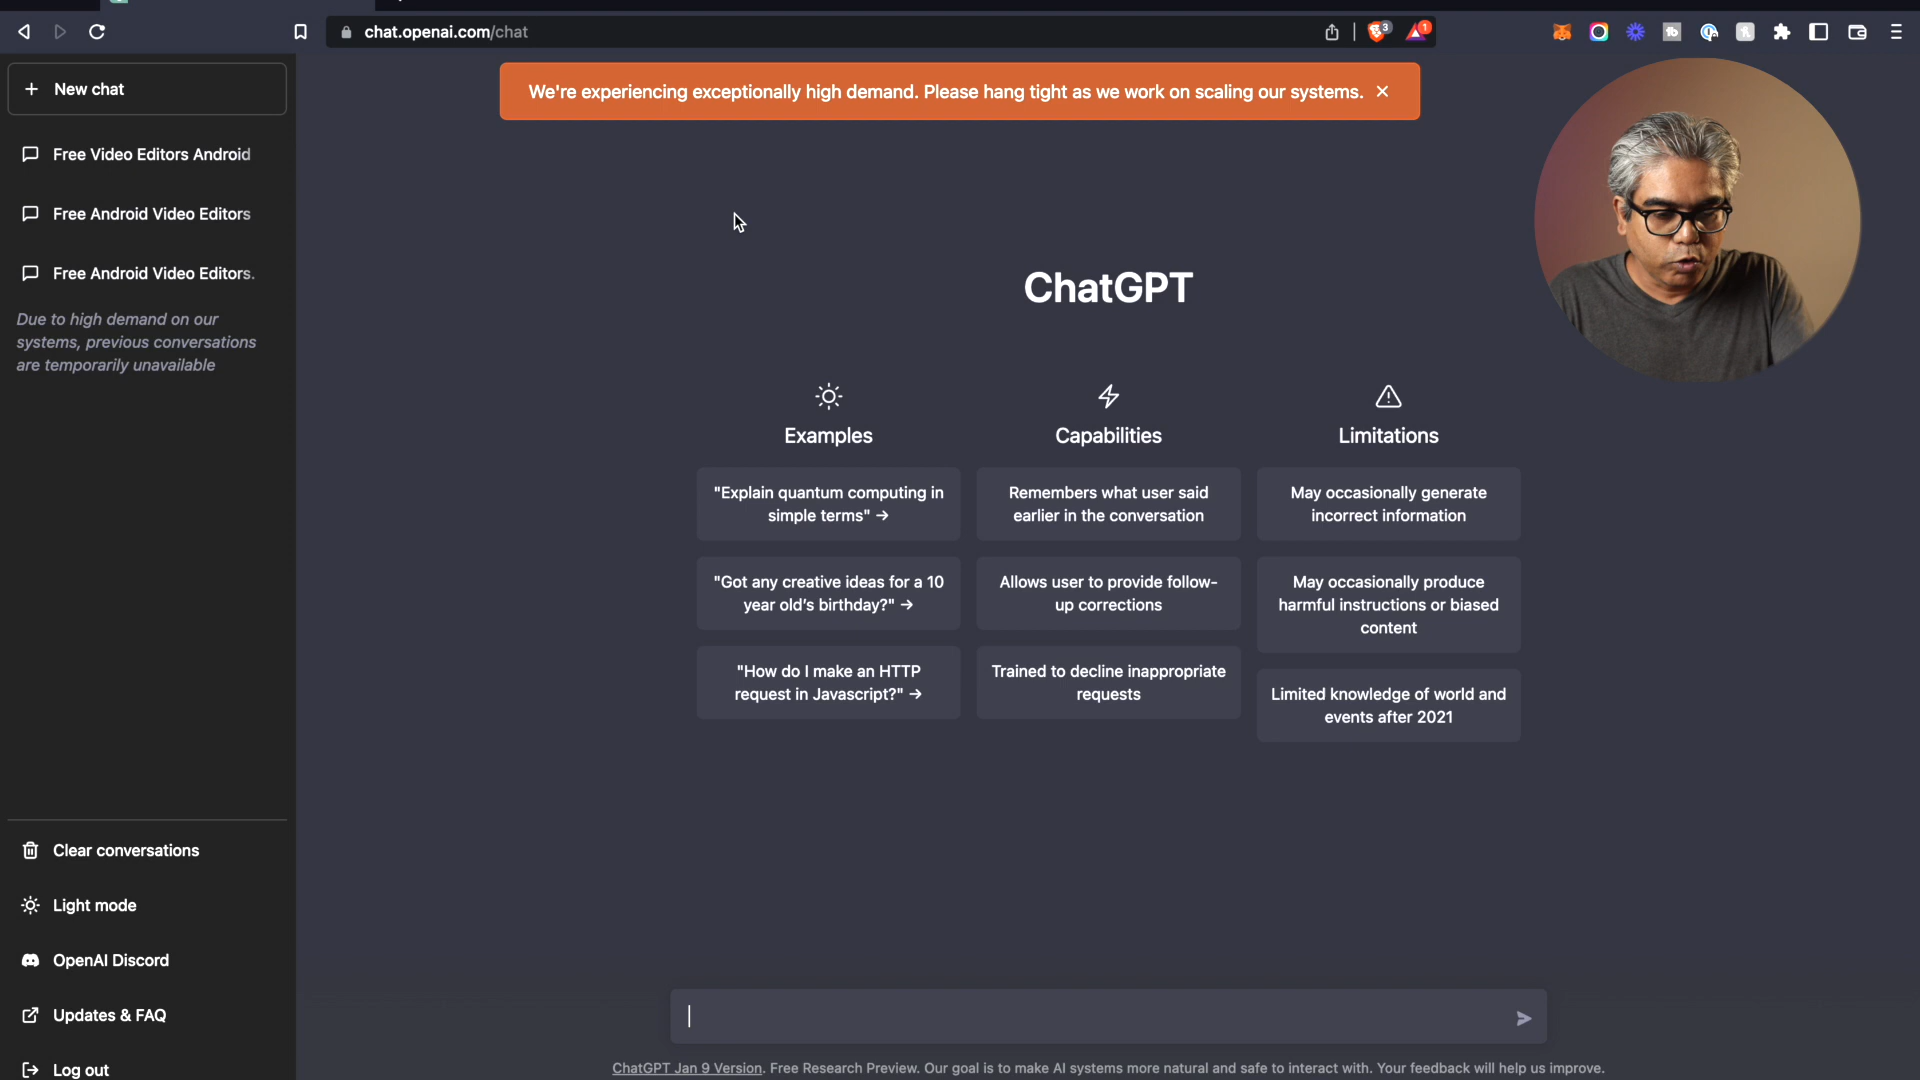 chat.openai.com/chat
3
1
New chat
We're experiencing exceptionally high demand. Please hang tight as we work on scaling our systems.
Free Video Editors Android
Free Android Video Editors
Free Android Video Editors.
Due to high demand on our
systems, previous conversations
are temporarily unavailable
ChatGPT
Examples
"Explain quantum computing in
simple terms" →
"Got any creative ideas for a 10
year old's birthday?" →
"How do I make an HTTP
request in Javascript?" →
Capabilities
Remembers what user said
earlier in the conversation
Allows user to provide follow-
up corrections
Trained to decline inappropriate
requests
Limitations
May occasionally generate
incorrect information
May occasionally produce
harmful instructions or biased
content
Limited knowledge of world and
events after 2021
Clear conversations
Light mode
OpenAI Discord
Updates & FAQ
Log out
ChatGPT Jan 9 Version. Free Research Preview. Our goal is to make AI systems more natural and safe to interact with. Your feedback will help us improve.